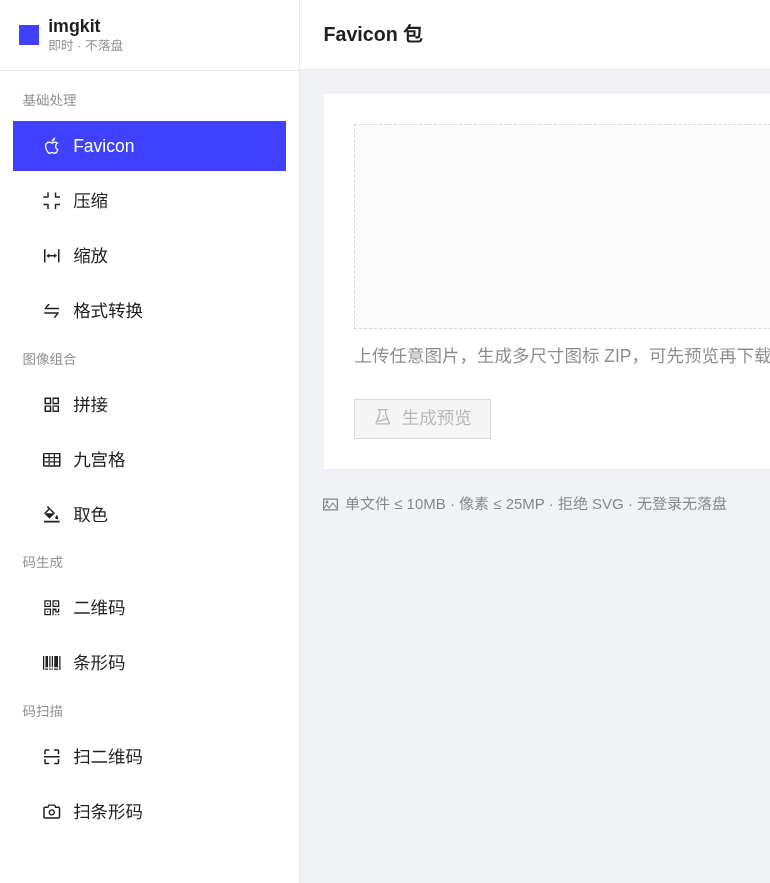 imgkit
即时 · 不落盘
基础处理
Favicon
压缩
缩放
格式转换
图像组合
拼接
九宫格
取色
码生成
二维码
条形码
码扫描
扫二维码
扫条形码
Favicon 包
上传任意图片，生成多尺寸图标 ZIP，可先预览再下载
生成预览
单文件 ≤ 10MB · 像素 ≤ 25MP · 拒绝 SVG · 无登录无落盘